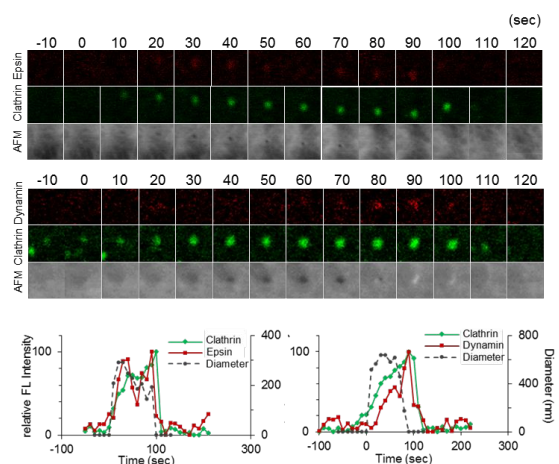 (sec)
-10 0 10 20 30 40 50 60 70 80 90 100 110 120
Epsin
Clathrin
AFM
-10 0 10 20 30 40 50 60 70 80 90 100 110 120
Dynamin
Clathrin
AFM
relative FL Intensity
100
0
Clathrin
Epsin
Diameter
400
200
0
-100 0 100 200 300
Time (sec)
100
0
Clathrin
Dynamin
Diameter
800
600
400
200
0
-100 0 100 200 300
Time (sec)
Diameter (nm)